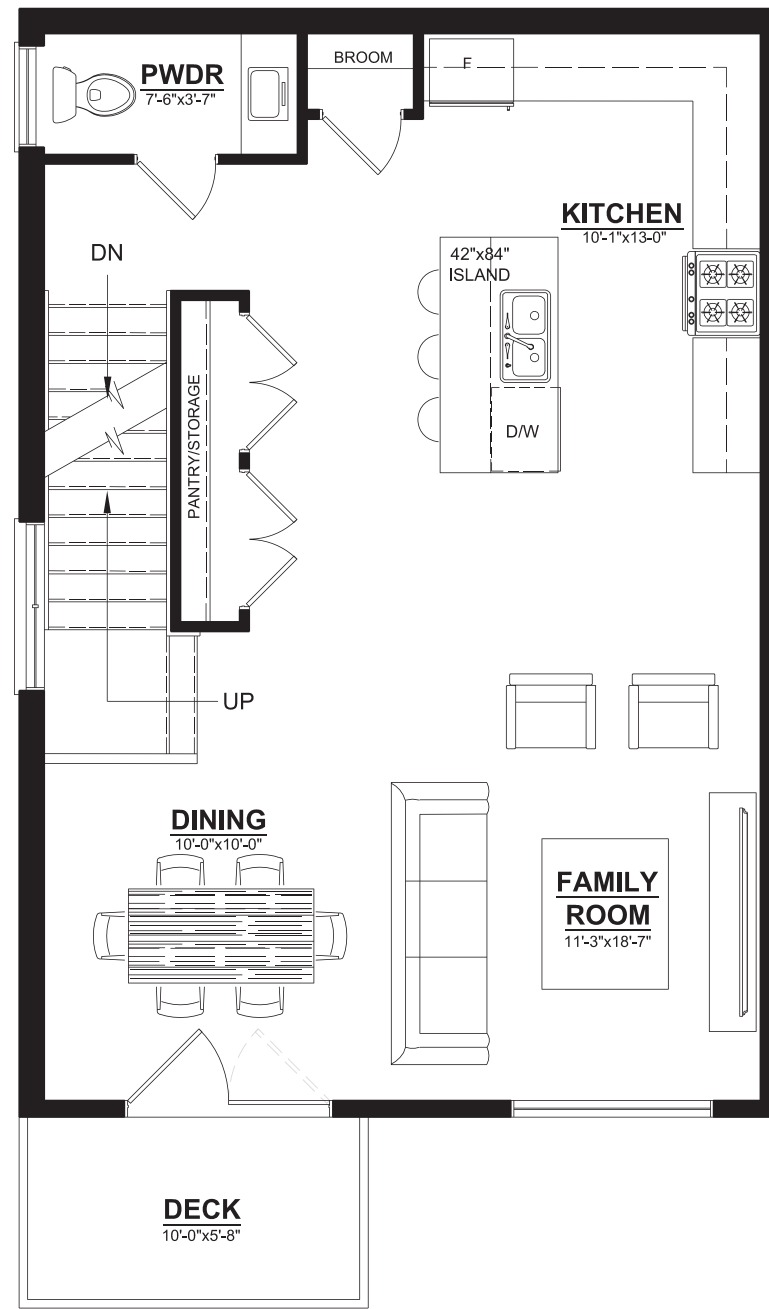 BROOM
F
PWDR
7'-6"x3'-7"
KITCHEN
10'-1"x13-0"
DN
42"x84"
ISLAND
PANTRY/STORAGE
D/W
UP
DINING
10'-0"x10'-0"
FAMILY
ROOM
11'-3"x18'-7"
DECK
10'-0"x5'-8"